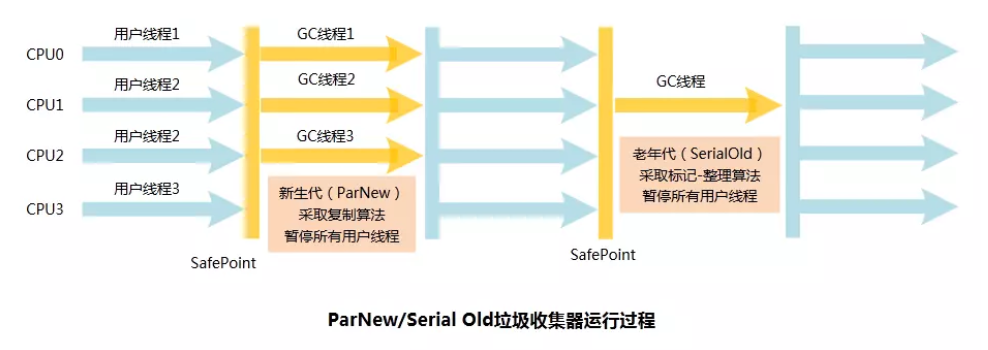 用户线程1
GC线程1
CPU0
用户线程2
GC线程2
GC线程
CPU1
用户线程2
GC线程3
CPU2
用户线程3
CPU3
新生代（ParNew）
采取复制算法
暂停所有用户线程
老年代（SerialOld）
采取标记-整理算法
暂停所有用户线程
SafePoint
SafePoint
ParNew/Serial Old垃圾收集器运行过程